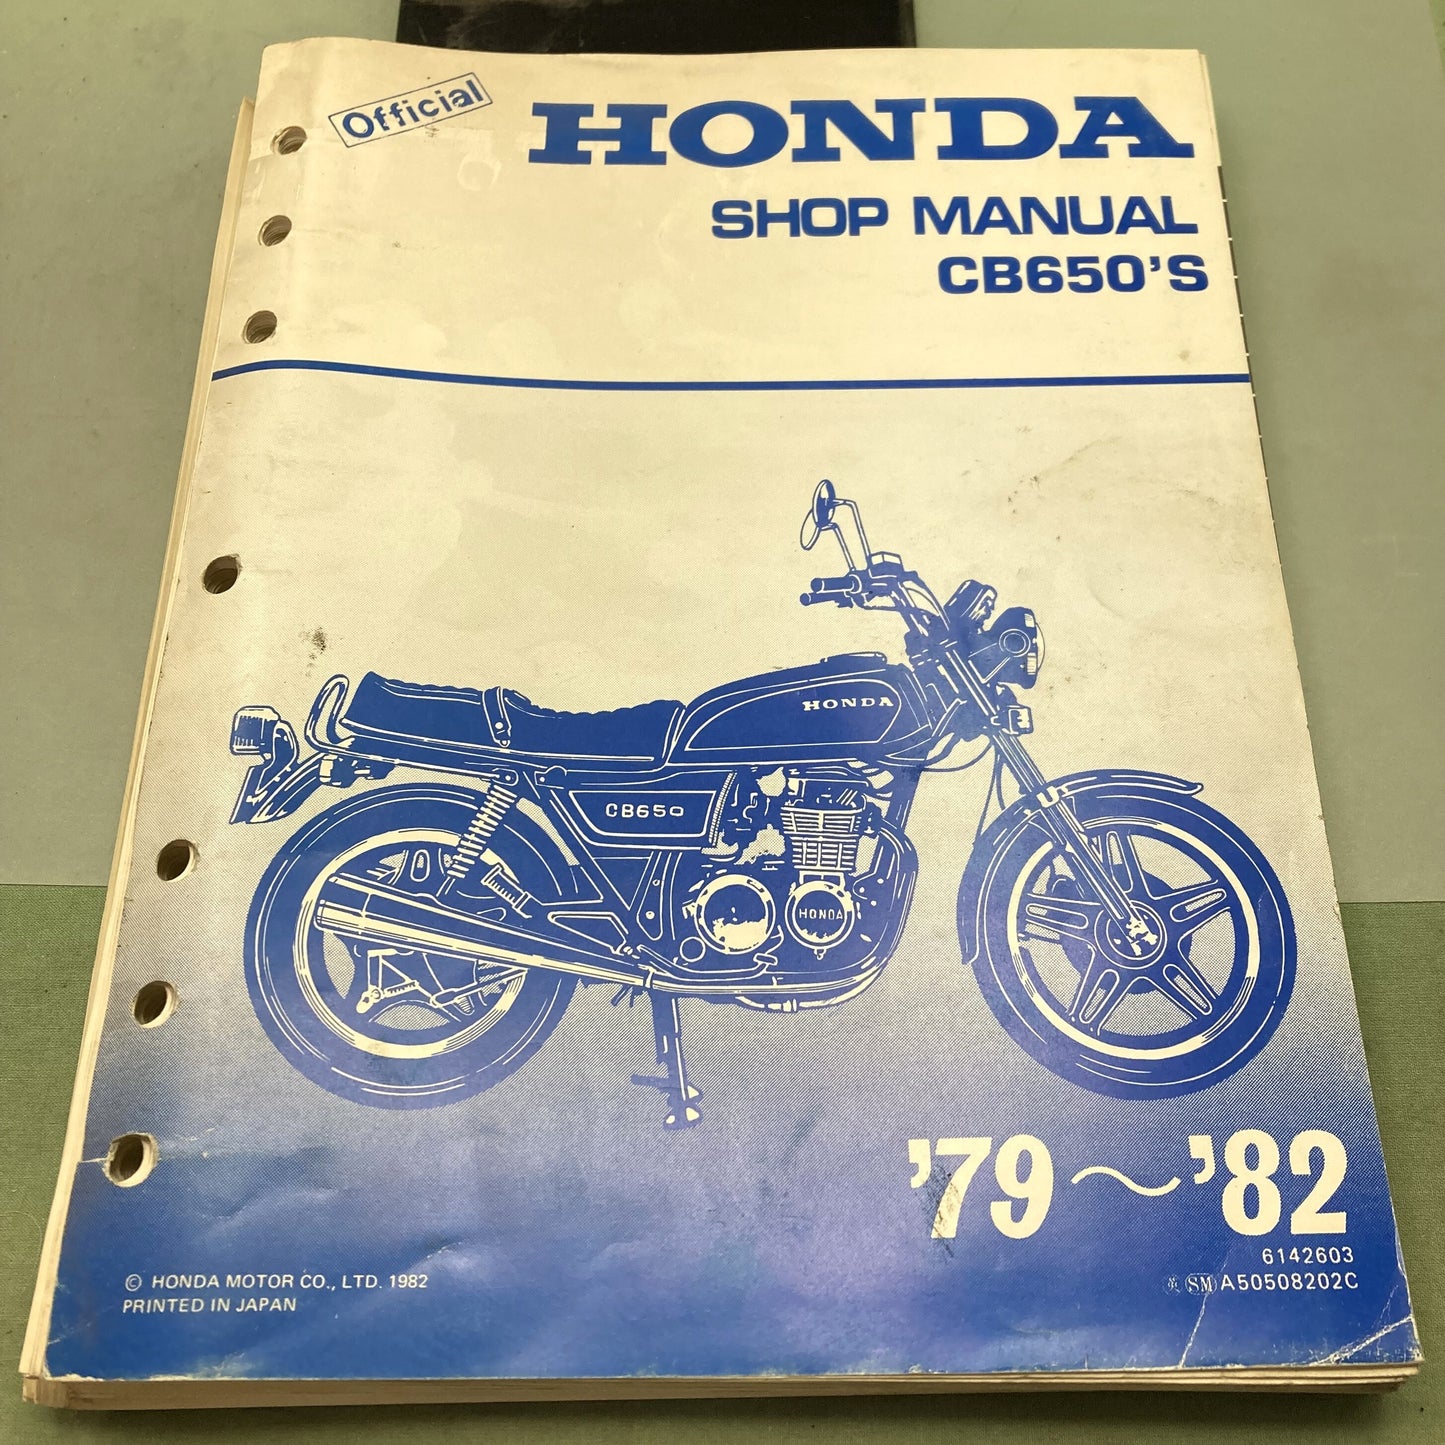 Official
HONDA
SHOP MANUAL
CB650'S
HONDA
CB650
HONDA
'79～'82
6142603
英 SM A50508202C
© HONDA MOTOR CO., LTD. 1982
PRINTED IN JAPAN